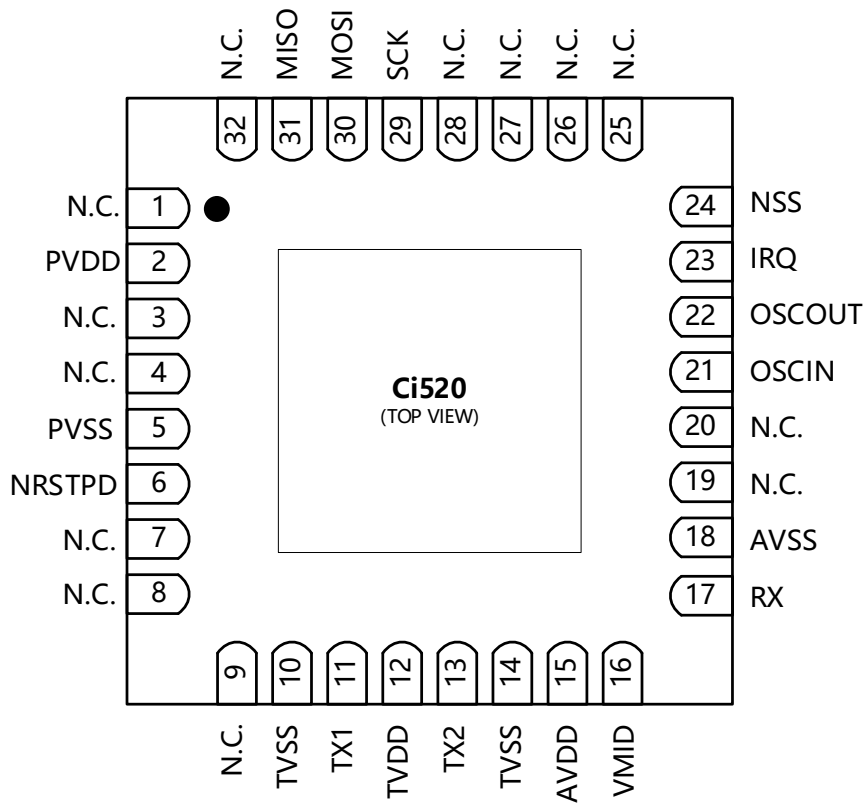 N.C. MISO MOSI SCK N.C. N.C. N.C. N.C.
32 31 30 29 28 27 26 25
N.C. 1
PVDD 2
N.C. 3
N.C. 4
PVSS 5
NRSTPD 6
N.C. 7
N.C. 8
Ci520
(TOP VIEW)
24 NSS
23 IRQ
22 OSCOUT
21 OSCIN
20 N.C.
19 N.C.
18 AVSS
17 RX
9 10 11 12 13 14 15 16
N.C. TVSS TX1 TVDD TX2 TVSS AVDD VMID